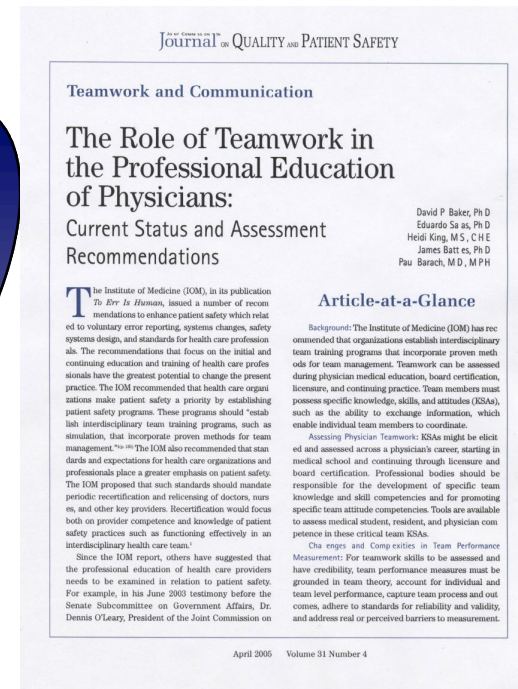 Journal ON QUALITY AND PATIENT SAFETY
Teamwork and Communication
The Role of Teamwork in
the Professional Education
of Physicians:
Current Status and Assessment
Recommendations
David P Baker, Ph D
Eduardo Sa as, Ph D
Heidi King, M S , C H E
James Batt es, Ph D
Pau Barach, M D , M P H
The Institute of Medicine (IOM), in its publication
To Err Is Human, issued a number of recom
mendations to enhance patient safety which relat
ed to voluntary error reporting, systems changes, safety
systems design, and standards for health care profession
als. The recommendations that focus on the initial and
continuing education and training of health care profes
sionals have the greatest potential to change the present
practice. The IOM recommended that health care organi
zations make patient safety a priority by establishing
patient safety programs. These programs should "estab
lish interdisciplinary team training programs, such as
simulation, that incorporate proven methods for team
management." The IOM also recommended that stan
dards and expectations for health care organizations and
professionals place a greater emphasis on patient safety.
The IOM proposed that such standards should mandate
periodic recertification and relicensing of doctors, nurs
es, and other key providers. Recertification would focus
both on provider competence and knowledge of patient
safety practices such as functioning effectively in an
interdisciplinary health care team.¹
Since the IOM report, others have suggested that
the professional education of health care providers
needs to be examined in relation to patient safety.
For example, in his June 2003 testimony before the
Senate Subcommittee on Government Affairs, Dr.
Dennis O'Leary, President of the Joint Commission on
Article-at-a-Glance
Background: The Institute of Medicine (IOM) has rec
ommended that organizations establish interdisciplinary
team training programs that incorporate proven meth
ods for team management. Teamwork can be assessed
during physician medical education, board certification,
licensure, and continuing practice. Team members must
possess specific knowledge, skills, and attitudes (KSAs),
such as the ability to exchange information, which
enable individual team members to coordinate.
Assessing Physician Teamwork: KSAs might be elicit
ed and assessed across a physician's career, starting in
medical school and continuing through licensure and
board certification. Professional bodies should be
responsible for the development of specific team
knowledge and skill competencies and for promoting
specific team attitude competencies. Tools are available
to assess medical student, resident, and physician com
petence in these critical team KSAs.
Cha enges and Comp exities in Team Performance
Measurement: For teamwork skills to be assessed and
have credibility, team performance measures must be
grounded in team theory, account for individual and
team level performance, capture team process and out
comes, adhere to standards for reliability and validity,
and address real or perceived barriers to measurement.
April 2005 Volume 31 Number 4